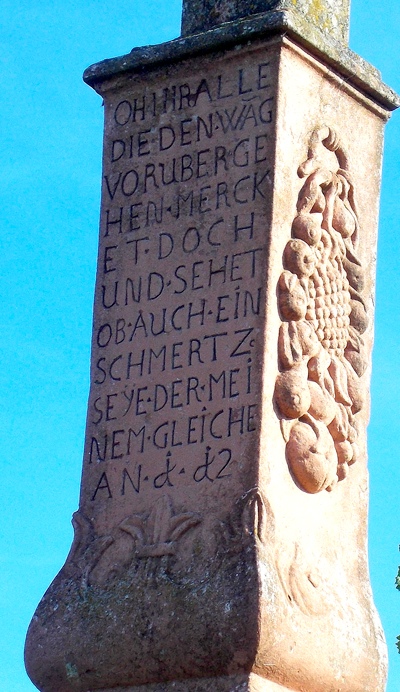 OH IHR ALLE
DIE·DEN·WÄG
VORUBERGE
HEN·MERCK
ET·DOCH
UND·SEHET
OB·AUCH·EIN
SCHMERTZ
SEYE·DER·MEI
NEM·GLEICHE
AN·